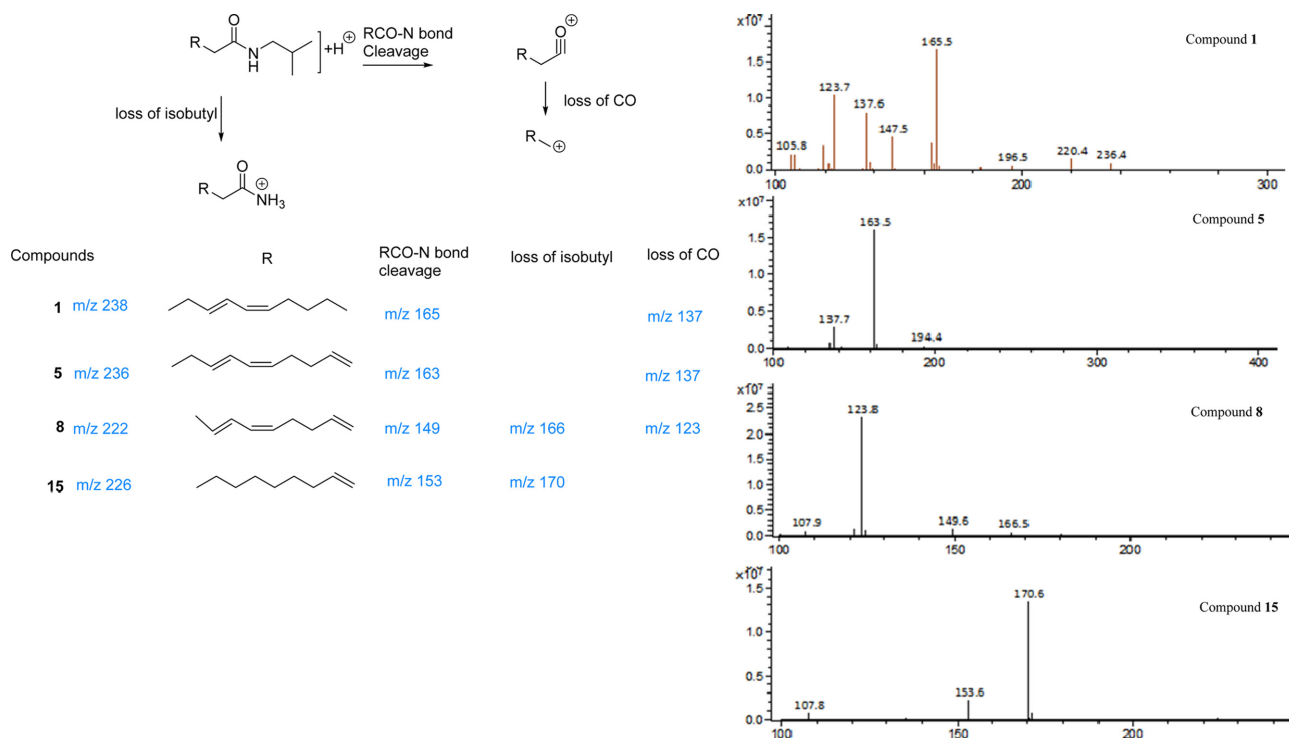 O
R
N
H
+H⊕
RCO-N bond
Cleavage
⊕
O
R
loss of isobutyl
loss of CO
R
⊕
O
⊕
R
NH3
Compounds
R
RCO-N bond
cleavage
loss of isobutyl
loss of CO
1 m/z 238
m/z 165
m/z 137
5 m/z 236
m/z 163
m/z 137
8 m/z 222
m/z 149
m/z 166
m/z 123
15 m/z 226
m/z 153
m/z 170
x10⁷
Compound 1
1.5
1.0
0.5
0.0
105.8
123.7
137.6
147.5
165.5
196.5
220.4
236.4
100
200
300
x10⁷
Compound 5
1.5
1.0
0.5
0.0
137.7
163.5
194.4
100
200
300
400
x10⁷
Compound 8
2.5
2.0
1.5
1.0
0.5
0.0
107.9
123.8
149.6
166.5
100
150
200
x10⁷
Compound 15
1.5
1.0
0.5
0.0
107.8
153.6
170.6
100
150
200